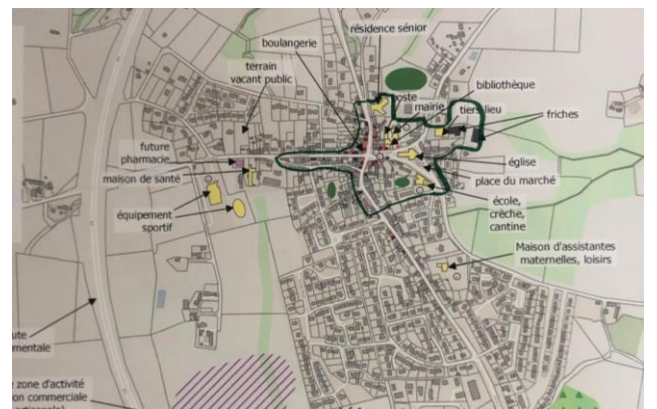 résidence sénior
boulangerie
terrain
vacant public
bibliothèque
poste
mairie
tiers lieu
friches
future
pharmacie
maison de santé
église
place du marché
équipement
sportif
école,
crèche,
cantine
Maison d'assistantes
maternelles, loisirs
ute
mentale
zone d'activité
on commerciale